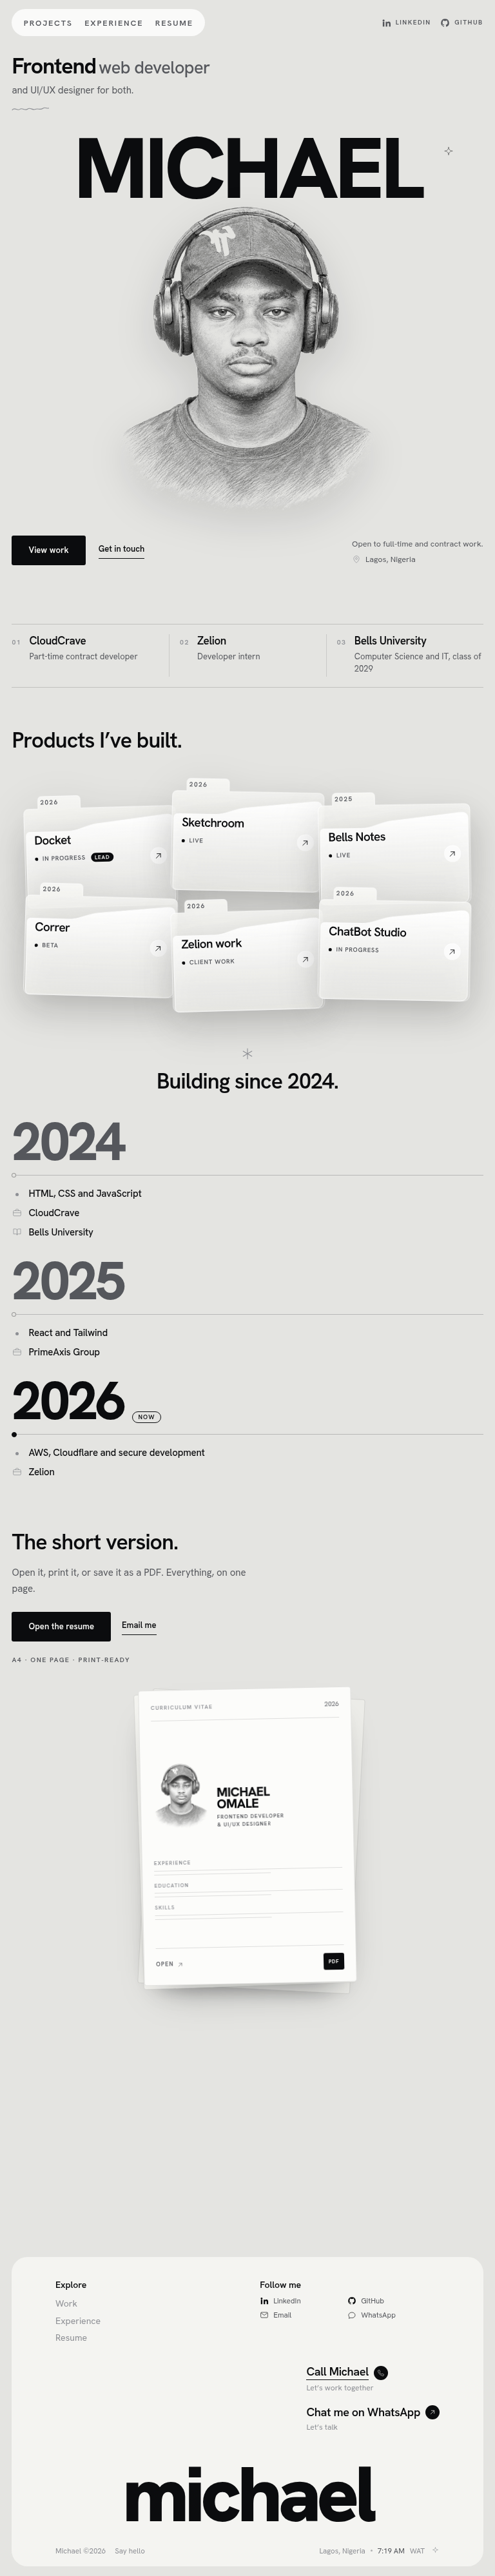 PROJECTS EXPERIENCE RESUME
LINKEDIN GITHUB
Frontend web developer
and UI/UX designer for both.
MICHAEL
View work Get in touch
Open to full-time and contract work.
Lagos, Nigeria
01 CloudCrave
Part-time contract developer
02 Zelion
Developer intern
03 Bells University
Computer Science and IT, class of
2029
Products I’ve built.
2026
Docket
IN PROGRESS LEAD
2026
Sketchroom
LIVE
2025
Bells Notes
LIVE
2026
Correr
BETA
2026
Zelion work
CLIENT WORK
2026
ChatBot Studio
IN PROGRESS
Building since 2024.
2024
HTML, CSS and JavaScript
CloudCrave
Bells University
2025
React and Tailwind
PrimeAxis Group
2026 NOW
AWS, Cloudflare and secure development
Zelion
The short version.
Open it, print it, or save it as a PDF. Everything, on one
page.
Open the resume Email me
A4 · ONE PAGE · PRINT-READY
CURRICULUM VITAE 2026
MICHAEL
OMALE
FRONTEND DEVELOPER
& UI/UX DESIGNER
EXPERIENCE
EDUCATION
SKILLS
OPEN PDF
Explore
Work
Experience
Resume
Follow me
LinkedIn GitHub
Email WhatsApp
Call Michael
Let’s work together
Chat me on WhatsApp
Let’s talk
michael
Michael ©2026 Say hello
Lagos, Nigeria • 7:19 AM WAT